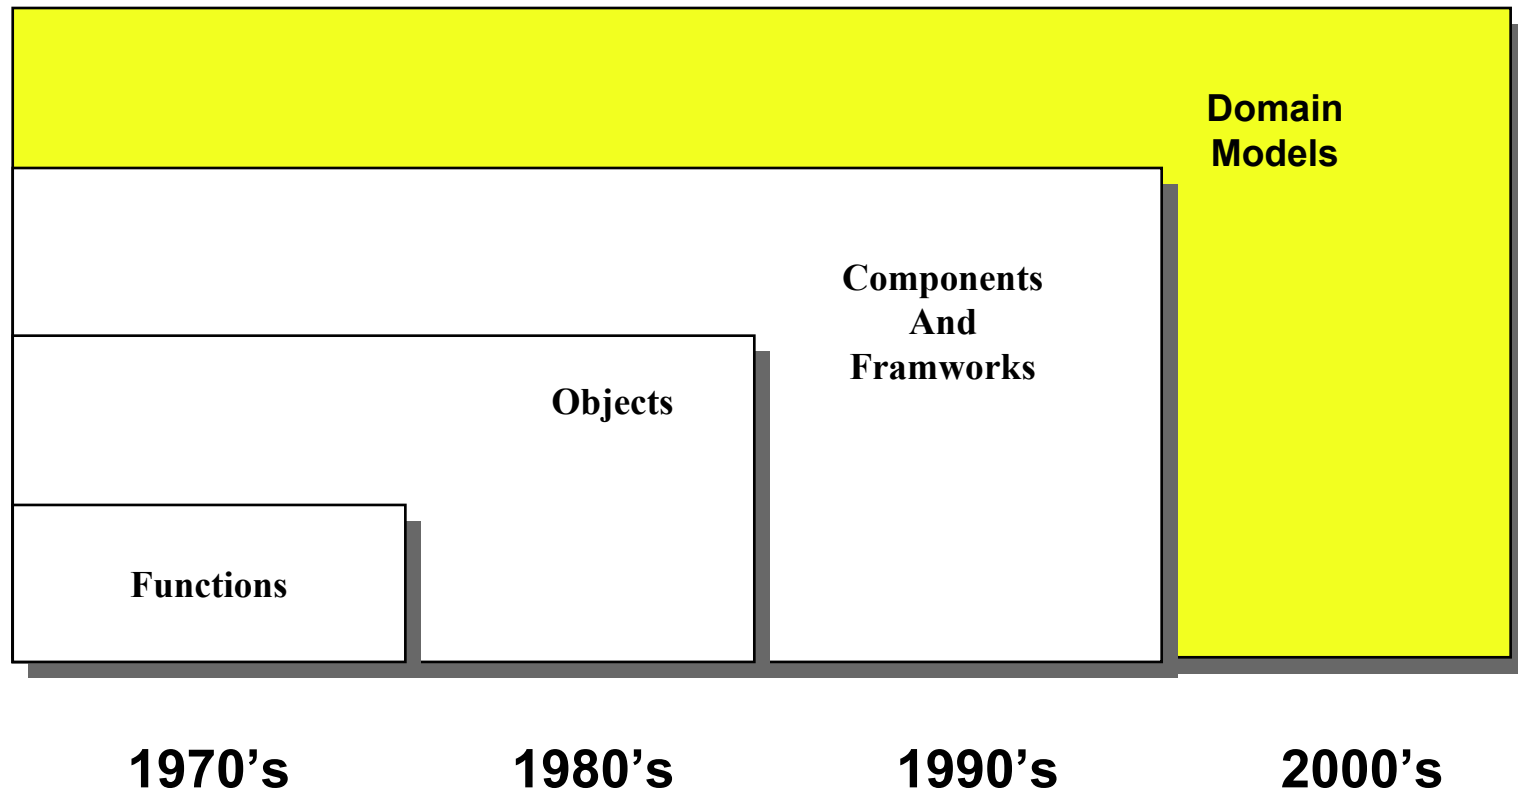 Domain
Models
Components
And
Framworks
Objects
Functions
1970’s
1980’s
1990’s
2000’s